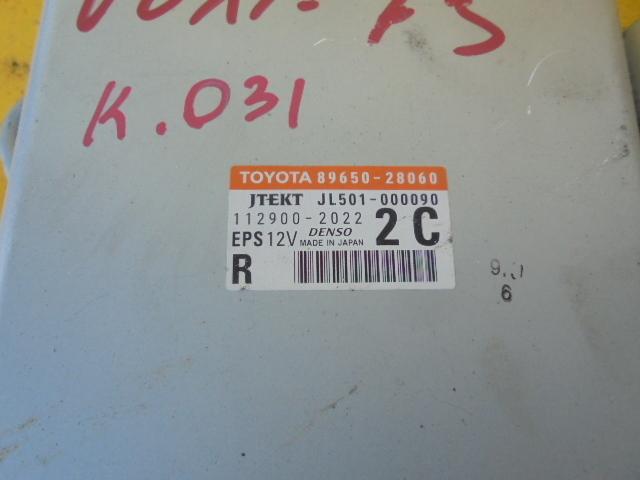 K.031
TOYOTA 89650-28060
JTEKT JL501-000090
112900-2022 2C
EPS12V DENSO MADE IN JAPAN
R
6